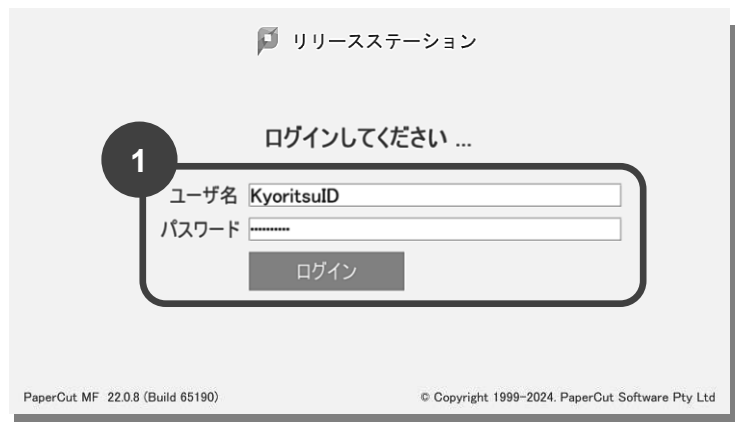 リリースステーション
ログインしてください ...
1
ユーザ名 KyoritsuID
パスワード ••••••••••
ログイン
PaperCut MF 22.0.8 (Build 65190)
© Copyright 1999-2024. PaperCut Software Pty Ltd